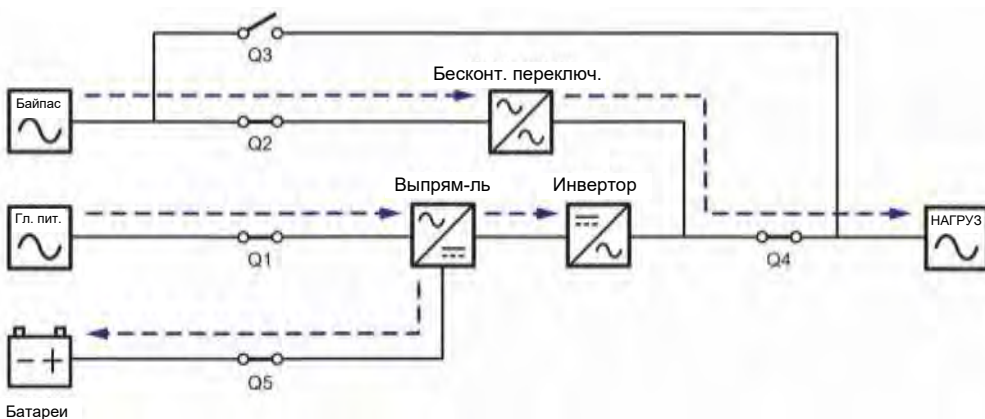 Q3
Бесконт. переключ.
Байпас
Q2
Выпрям-ль
Инвертор
Гл. пит.
НАГРУЗ
Q1
Q4
Q5
Батареи